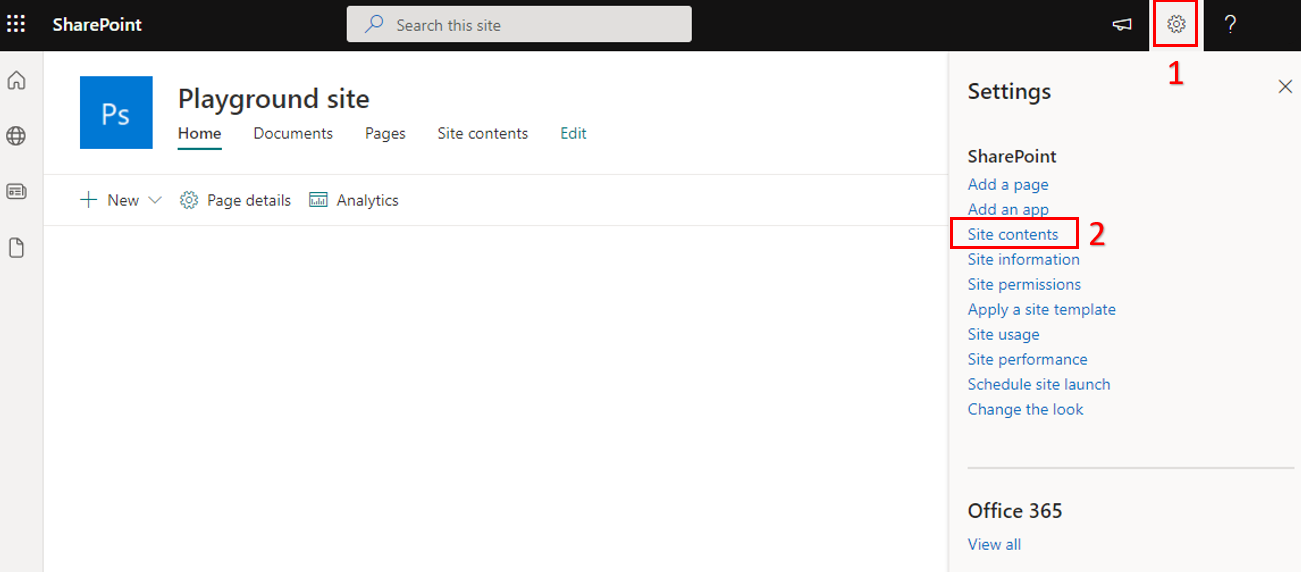 SharePoint
Search this site
?
1
Ps
Playground site
Home Documents Pages Site contents Edit
New Page details Analytics
Settings
SharePoint
Add a page
Add an app
Site contents 2
Site information
Site permissions
Apply a site template
Site usage
Site performance
Schedule site launch
Change the look
Office 365
View all